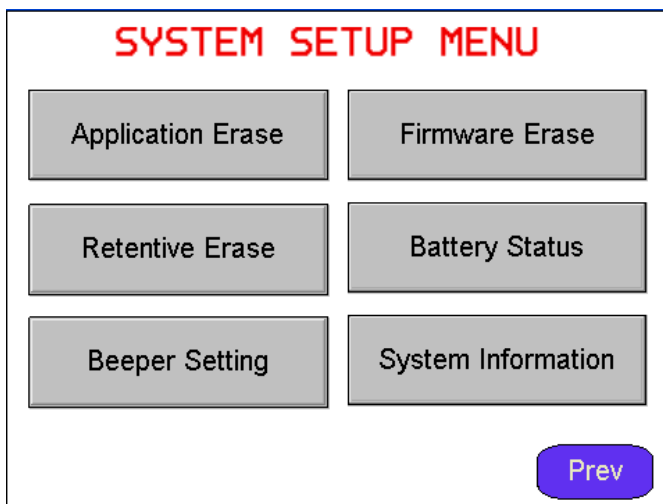 SYSTEM SETUP MENU
Application Erase
Firmware Erase
Retentive Erase
Battery Status
Beeper Setting
System Information
Prev